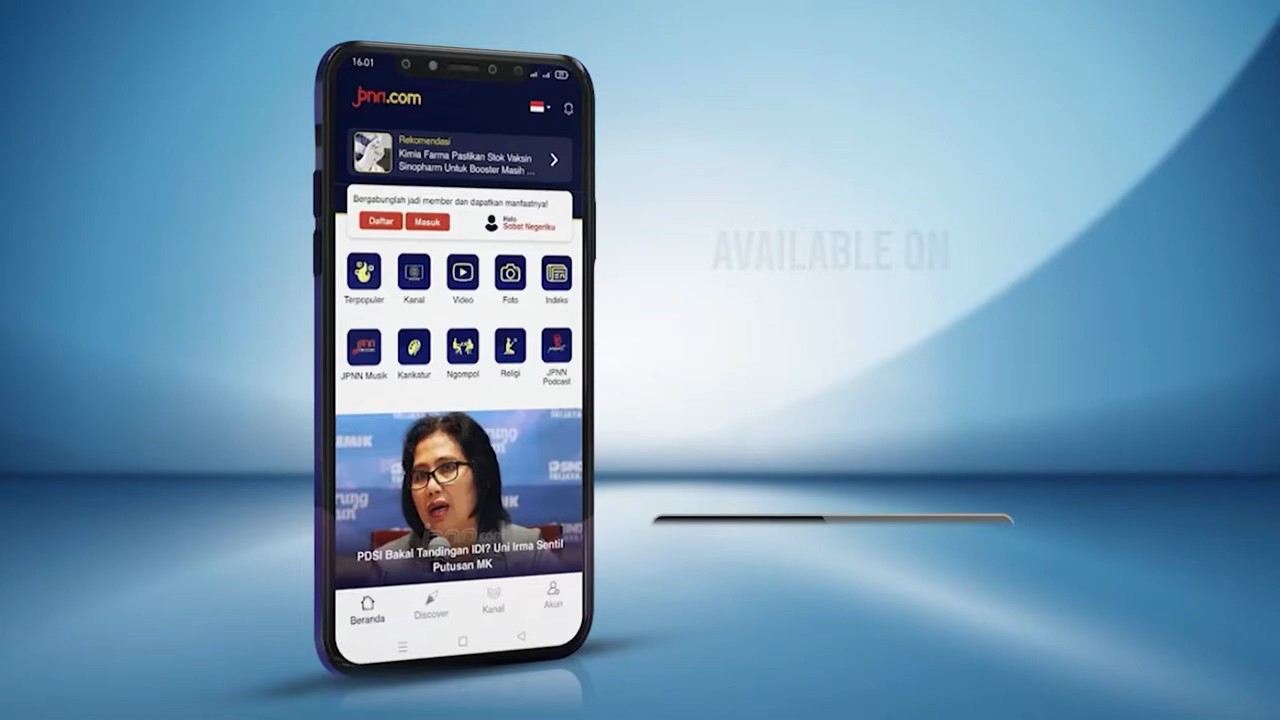 16.01
jpnn.com
Rekomendasi
Kimia Farma Pastikan Stok Vaksin
Sinopharm Untuk Booster Masih ...
Bergabunglah jadi member dan dapatkan manfaatnya!
Daftar
Masuk
Halo
Sobat Negeriku
Terpopuler
Kanal
Video
Foto
Indeks
JPNN Musik
Karikatur
Ngompol
Religi
JPNN
Podcast
PDSI Bakal Tandingan IDI? Uni Irma Sentil
Putusan MK
Beranda
Discover
Kanal
Akun
AVAILABLE ON